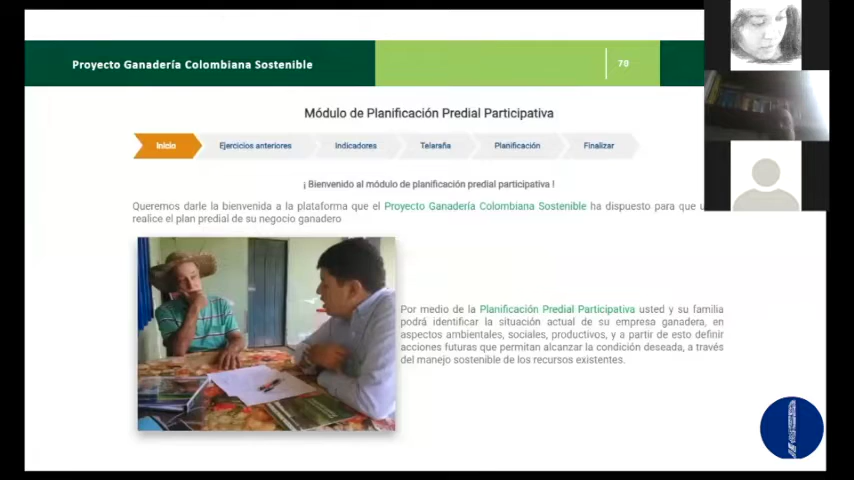 Proyecto Ganadería Colombiana Sostenible
70
Módulo de Planificación Predial Participativa
Inicio
Ejercicios anteriores
Indicadores
Telaraña
Planificación
Finalizar
¡ Bienvenido al módulo de planificación predial participativa !
Queremos darle la bienvenida a la plataforma que el Proyecto Ganadería Colombiana Sostenible ha dispuesto para que
realice el plan predial de su negocio ganadero
Por medio de la Planificación Predial Participativa usted y su familia
podrá identificar la situación actual de su empresa ganadera, en
aspectos ambientales, sociales, productivos, y a partir de esto definir
acciones futuras que permitan alcanzar la condición deseada, a través
del manejo sostenible de los recursos existentes.